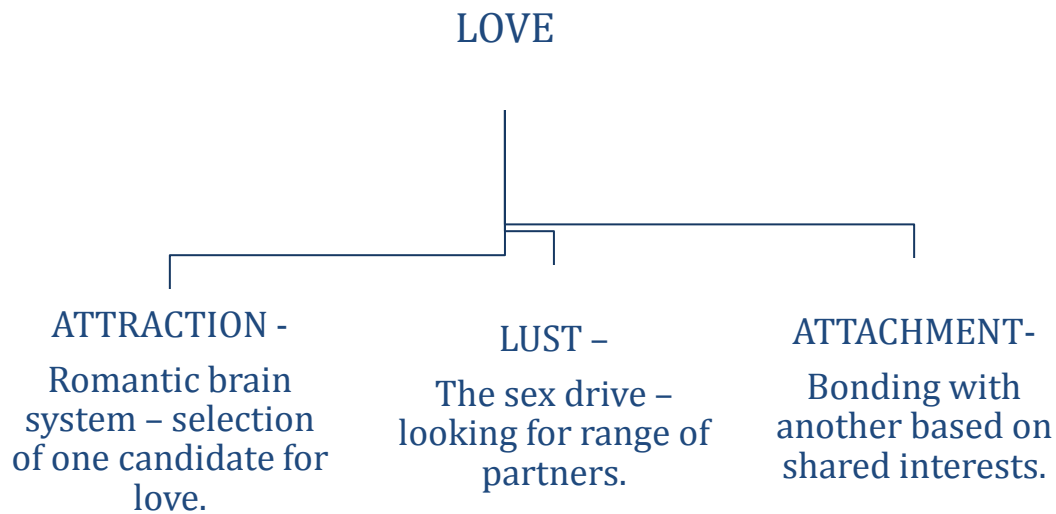 LOVE
ATTRACTION -
Romantic brain
system – selection
of one candidate for
love.
LUST –
The sex drive –
looking for range of
partners.
ATTACHMENT-
Bonding with
another based on
shared interests.